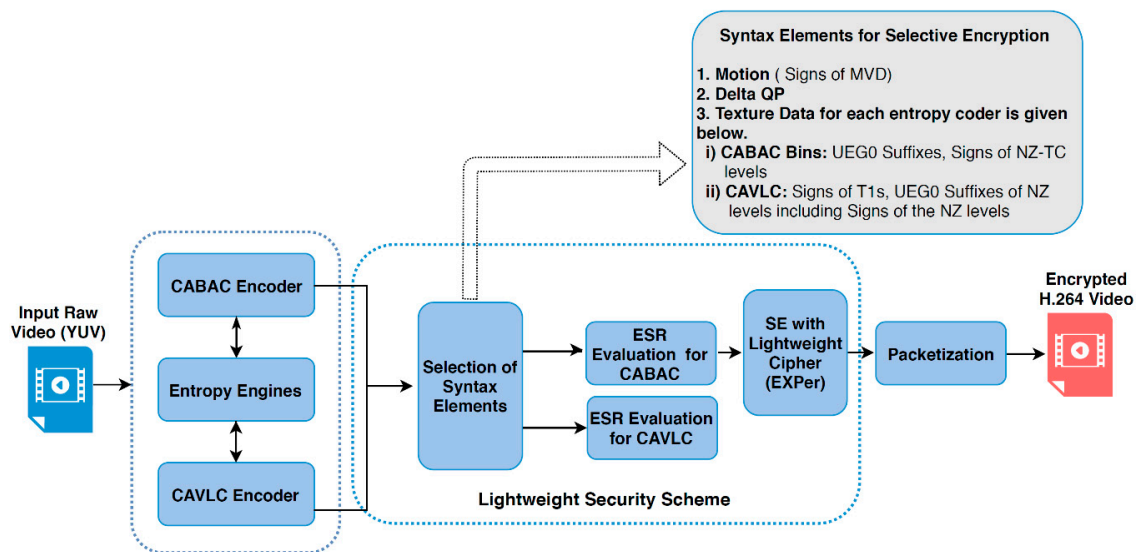 Syntax Elements for Selective Encryption
1. Motion ( Signs of MVD)
2. Delta QP
3. Texture Data for each entropy coder is given
below.
i) CABAC Bins: UEG0 Suffixes, Signs of NZ-TC
levels
ii) CAVLC: Signs of T1s, UEG0 Suffixes of NZ
levels including Signs of the NZ levels
Input Raw
Video (YUV)
CABAC Encoder
Entropy Engines
CAVLC Encoder
Selection of
Syntax
Elements
ESR
Evaluation for
CABAC
ESR Evaluation
for CAVLC
SE with
Lightweight
Cipher
(EXPer)
Lightweight Security Scheme
Packetization
Encrypted
H.264 Video